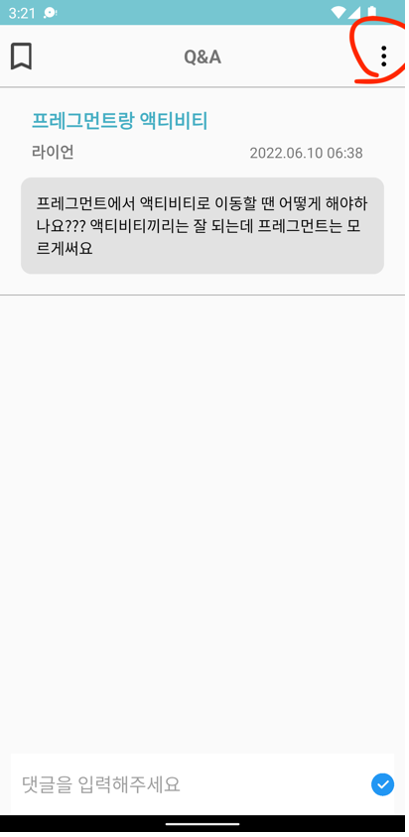 3:21
Q&A
프레그먼트랑 액티비티
라이언
2022.06.10 06:38
프레그먼트에서 액티비티로 이동할 땐 어떻게 해야하
나요??? 액티비티끼리는 잘 되는데 프레그먼트는 모
르게써요
댓글을 입력해주세요